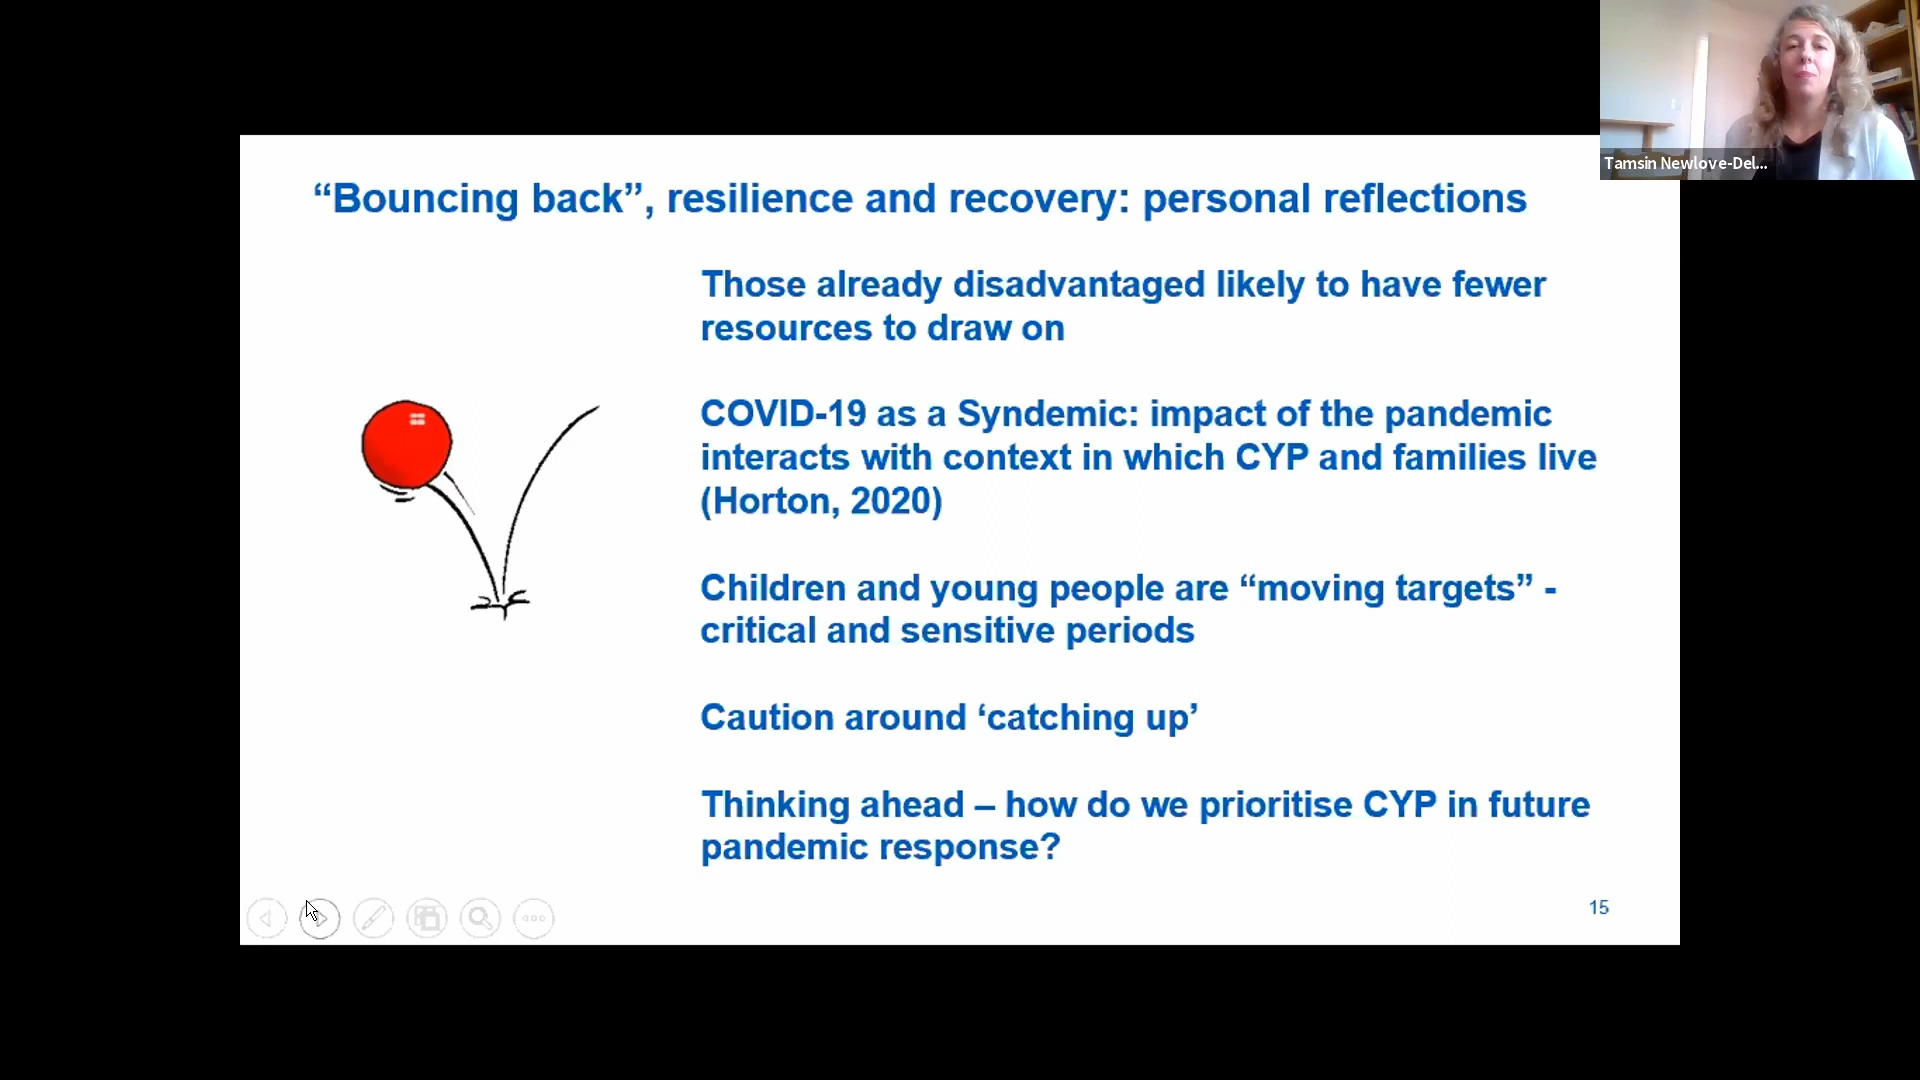 Tamsin Newlove-Del...
“Bouncing back”, resilience and recovery: personal reflections
Those already disadvantaged likely to have fewer
resources to draw on
COVID-19 as a Syndemic: impact of the pandemic
interacts with context in which CYP and families live
(Horton, 2020)
Children and young people are “moving targets” -
critical and sensitive periods
Caution around ‘catching up’
Thinking ahead – how do we prioritise CYP in future
pandemic response?
15